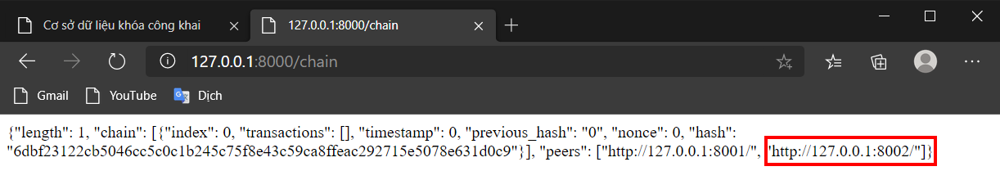 Cơ sở dữ liệu khóa công khai
127.0.0.1:8000/chain
127.0.0.1:8000/chain
Gmail YouTube Dịch
{"length": 1, "chain": [{"index": 0, "transactions": [], "timestamp": 0, "previous_hash": "0", "nonce": 0, "hash":
"6dbf23122cb5046cc5c0c1b245c75f8e43c59ca8ffeac292715e5078e631d0c9"}], "peers": ["http://127.0.0.1:8001/", "http://127.0.0.1:8002/"]}